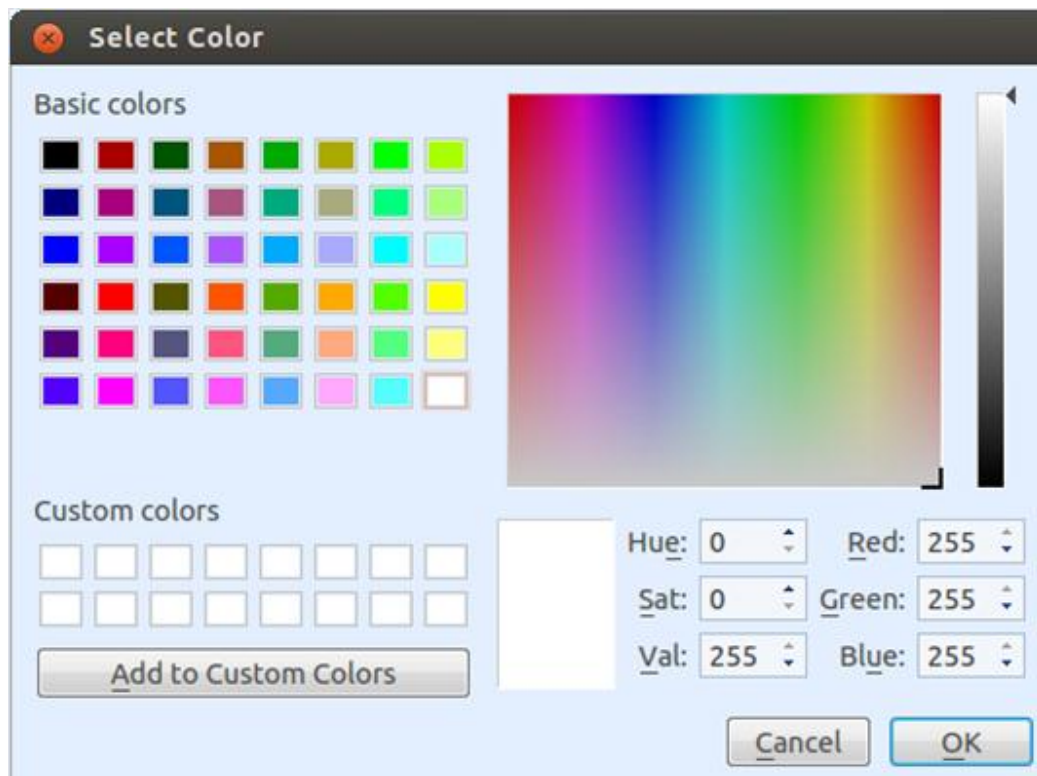 Select Color
Basic colors
Custom colors
Add to Custom Colors
Hue: 0 Red: 255
Sat: 0 Green: 255
Val: 255 Blue: 255
Cancel OK